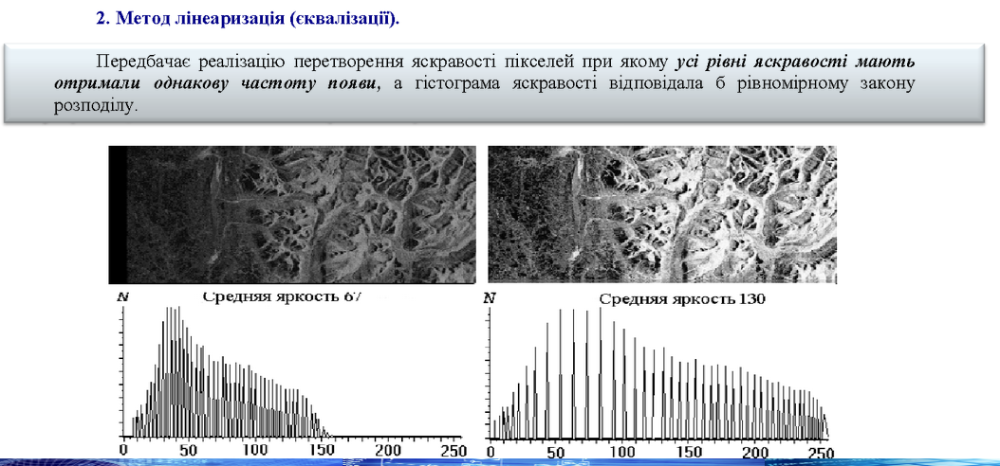 2. Метод лінеаризація (єквалізації).
Передбачає реалізацію перетворення яскравості пікселей при якому усі рівні яскравості мають
отримали однакову частоту появи, а гістограма яскравості відповідала б рівномірному закону
розподілу.
N Средняя яркость 67
N Средняя яркость 130
0 50 100 150 200 250
0 50 100 150 200 250